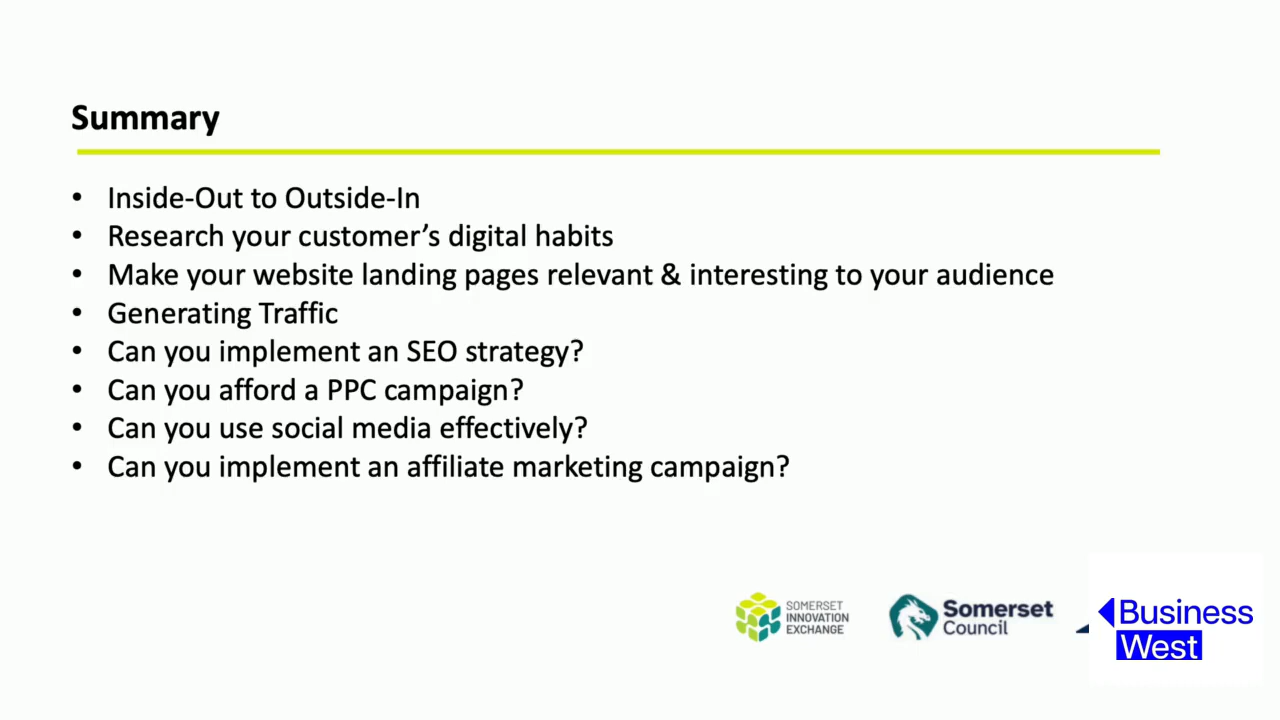 Summary
• Inside-Out to Outside-In
• Research your customer’s digital habits
• Make your website landing pages relevant & interesting to your audience
• Generating Traffic
• Can you implement an SEO strategy?
• Can you afford a PPC campaign?
• Can you use social media effectively?
• Can you implement an affiliate marketing campaign?
SOMERSET
INNOVATION
EXCHANGE
Somerset
Council
Business
West